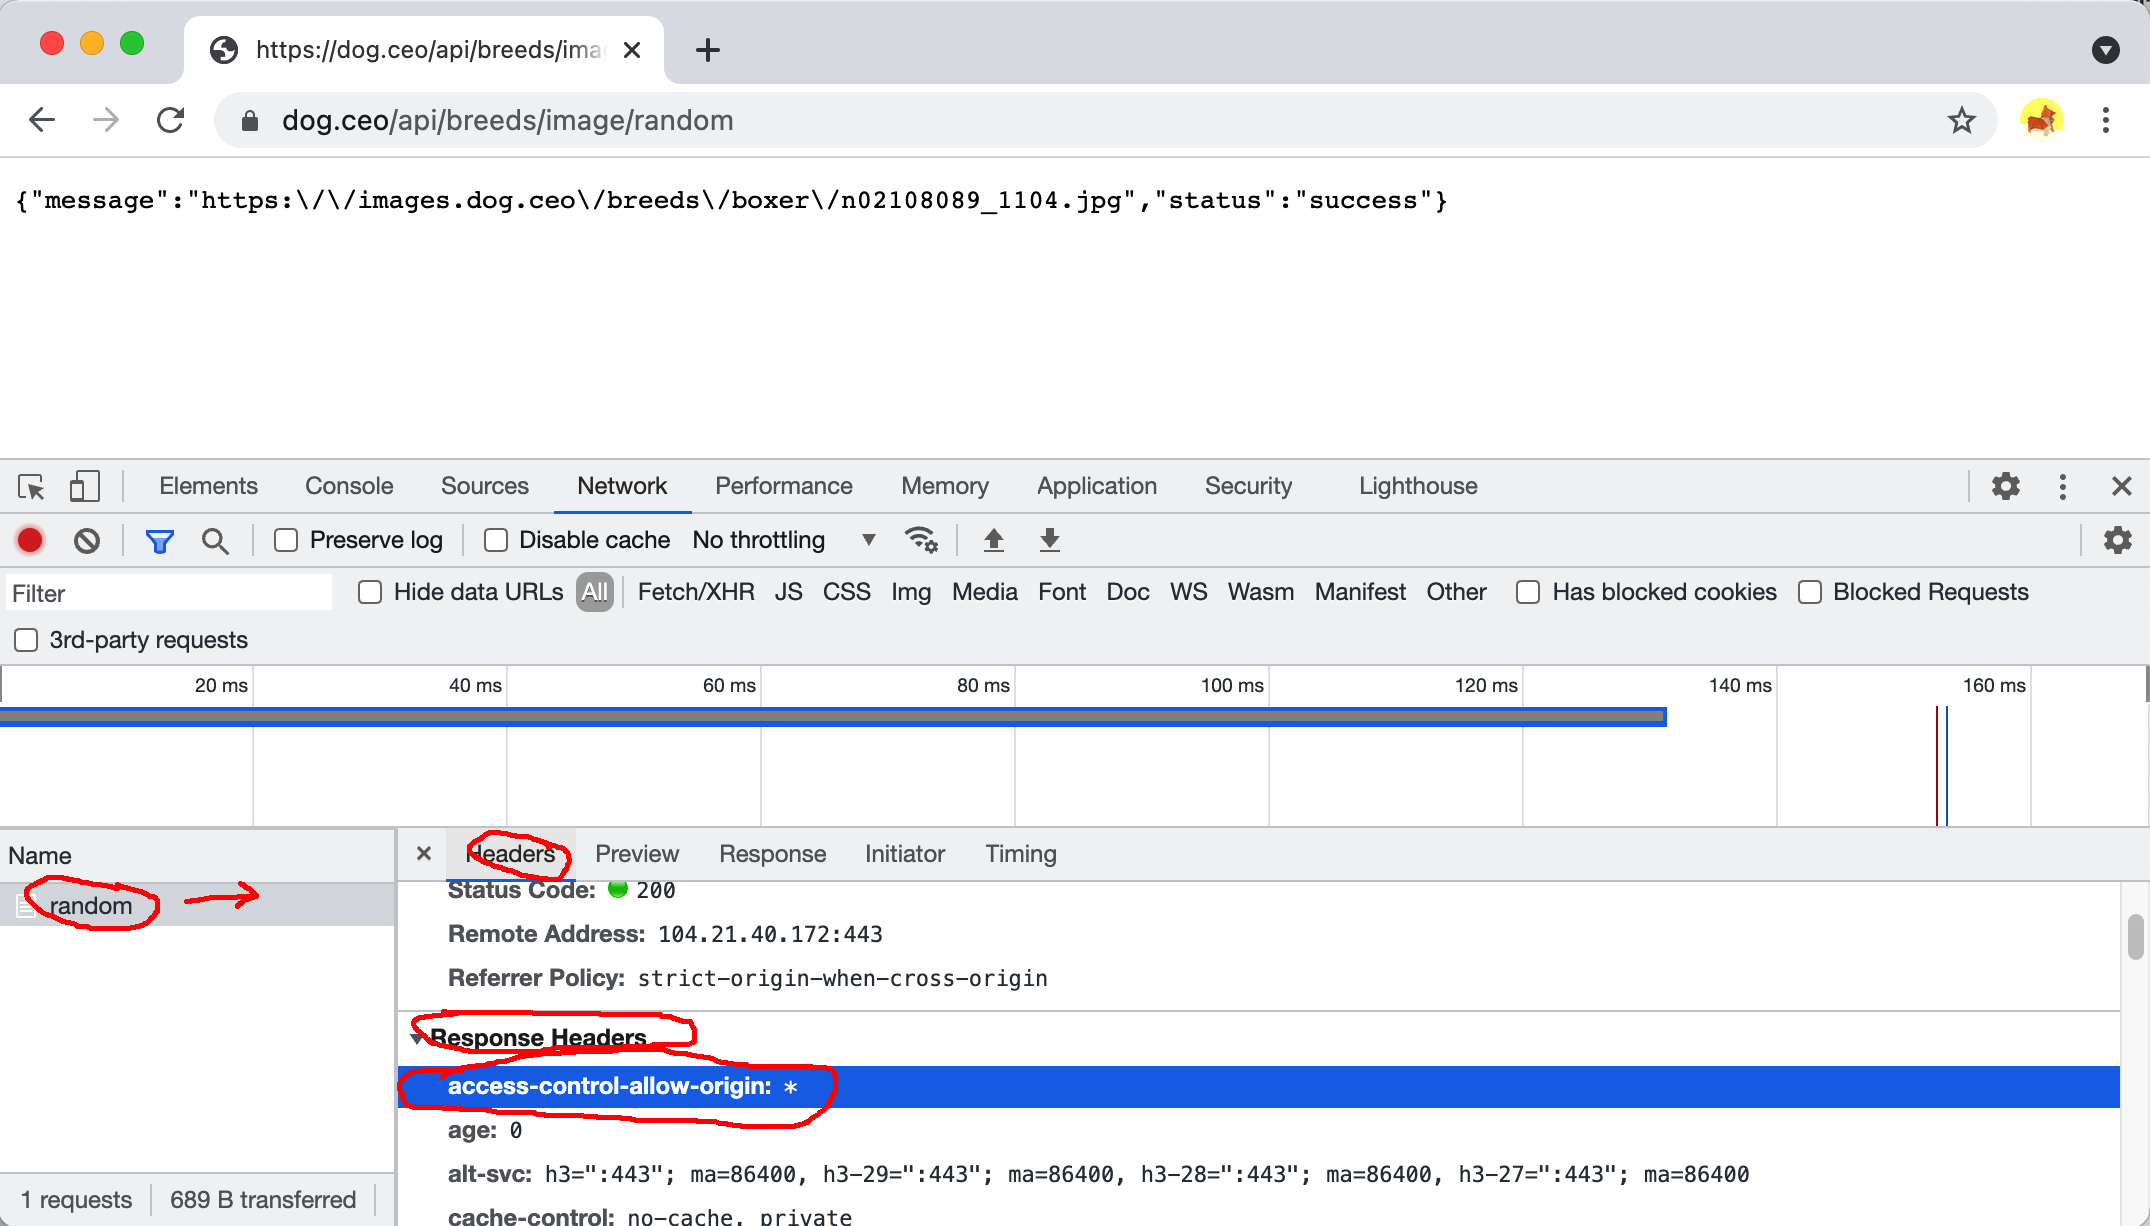 https://dog.ceo/api/breeds/ima
dog.ceo/api/breeds/image/random
{"message":"https:\/\/images.dog.ceo\/breeds\/boxer\/n02108089_1104.jpg","status":"success"}
Elements Console Sources Network Performance Memory Application Security Lighthouse
Preserve log Disable cache No throttling
Filter Hide data URLs All Fetch/XHR JS CSS Img Media Font Doc WS Wasm Manifest Other Has blocked cookies Blocked Requests
3rd-party requests
20 ms 40 ms 60 ms 80 ms 100 ms 120 ms 140 ms 160 ms
Name
random
Headers Preview Response Initiator Timing
Status Code: 200
Remote Address: 104.21.40.172:443
Referrer Policy: strict-origin-when-cross-origin
Response Headers
access-control-allow-origin: *
age: 0
alt-svc: h3=":443"; ma=86400, h3-29=":443"; ma=86400, h3-28=":443"; ma=86400, h3-27=":443"; ma=86400
cache-control: no-cache, private
1 requests 689 B transferred